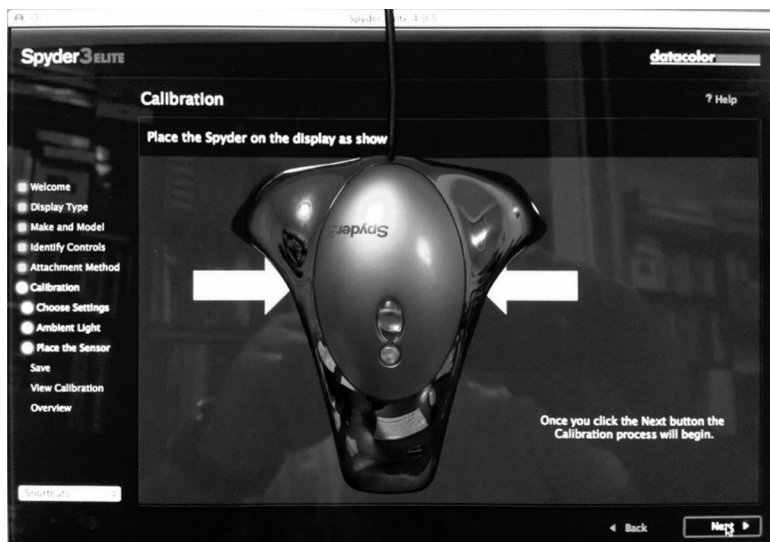 Spyder3ELITE
datacolor
Calibration
? Help
Place the Spyder on the display as show
Welcome
Display Type
Make and Model
Identify Controls
Attachment Method
Calibration
Choose Settings
Ambient Light
Place the Sensor
Save
View Calibration
Overview
Spyder3
Once you click the Next button the
Calibration process will begin.
Shortcuts
Back
Next